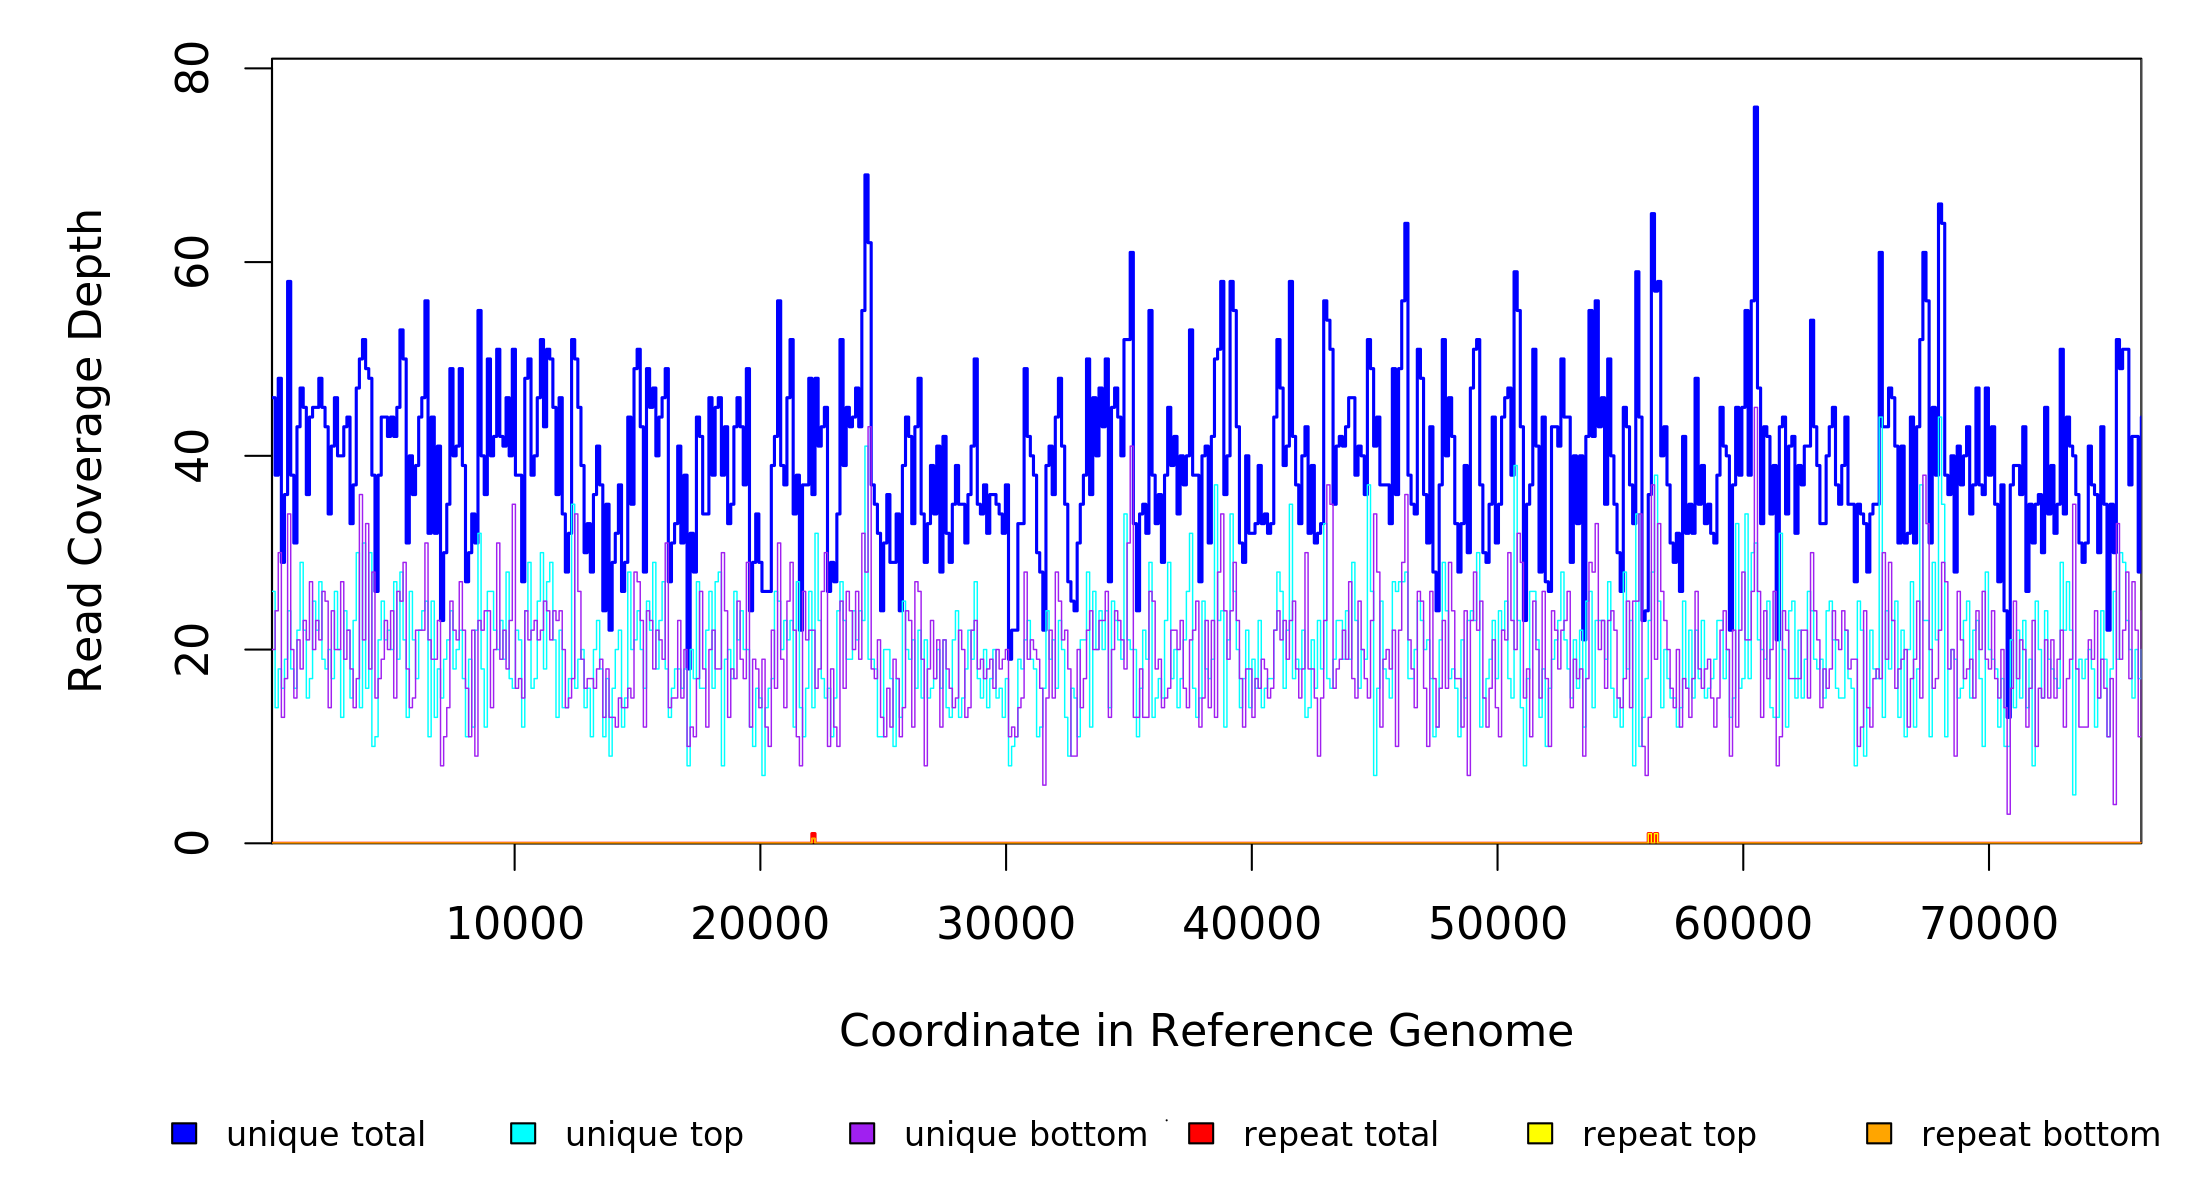 Read Coverage Depth
80
60
40
20
0
10000 20000 30000 40000 50000 60000 70000
Coordinate in Reference Genome
unique total unique top unique bottom repeat total repeat top repeat bottom